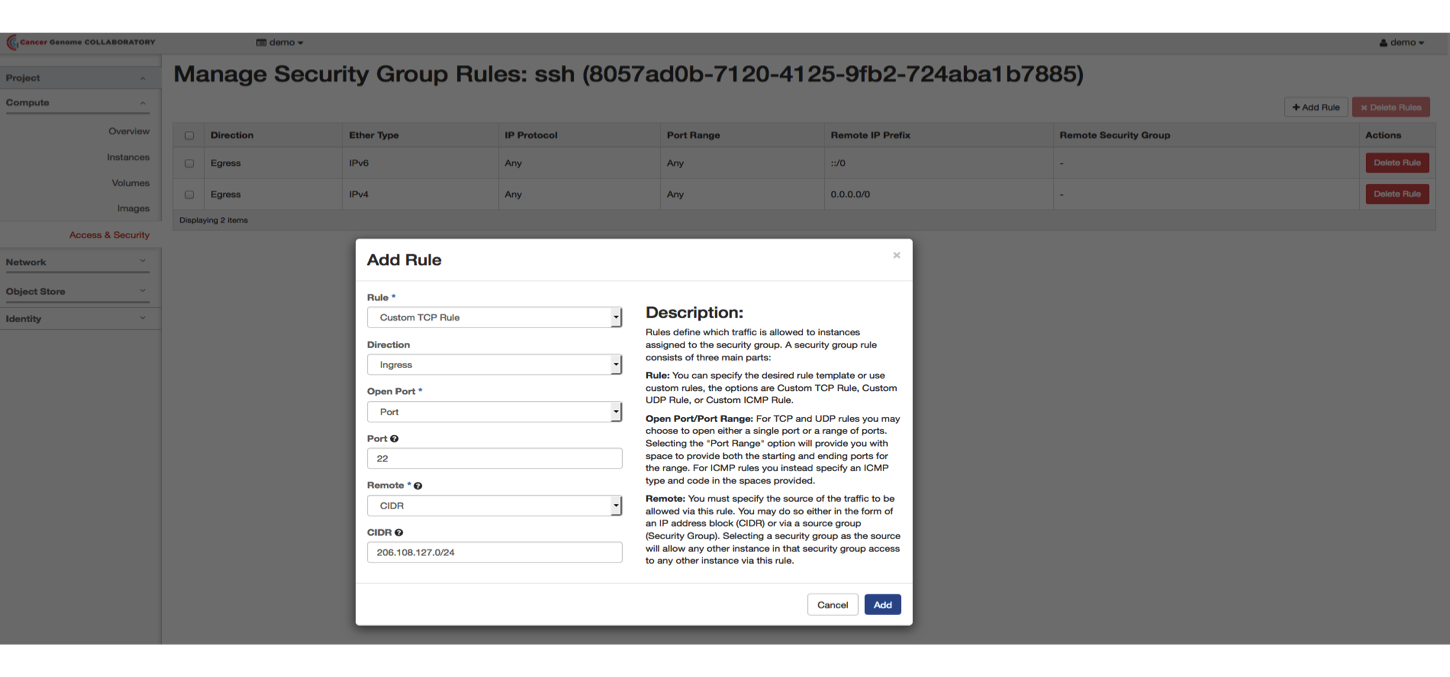 Cancer Genome COLLABORATORY
demo
demo
Project
Compute
Overview
Instances
Volumes
Images
Access & Security
Network
Object Store
Identity
Manage Security Group Rules: ssh (8057ad0b-7120-4125-9fb2-724aba1b7885)
+ Add Rule
× Delete Rules
Direction Ether Type IP Protocol Port Range Remote IP Prefix Remote Security Group Actions
Egress IPv6 Any Any ::/0 - Delete Rule
Egress IPv4 Any Any 0.0.0.0/0 - Delete Rule
Displaying 2 items
Add Rule
×
Rule *
Custom TCP Rule
Direction
Ingress
Open Port *
Port
Port
22
Remote *
CIDR
CIDR
206.108.127.0/24
Description:
Rules define which traffic is allowed to instances
assigned to the security group. A security group rule
consists of three main parts:
Rule: You can specify the desired rule template or use
custom rules, the options are Custom TCP Rule, Custom
UDP Rule, or Custom ICMP Rule.
Open Port/Port Range: For TCP and UDP rules you may
choose to open either a single port or a range of ports.
Selecting the "Port Range" option will provide you with
space to provide both the starting and ending ports for
the range. For ICMP rules you instead specify an ICMP
type and code in the spaces provided.
Remote: You must specify the source of the traffic to be
allowed via this rule. You may do so either in the form of
an IP address block (CIDR) or via a source group
(Security Group). Selecting a security group as the source
will allow any other instance in that security group access
to any other instance via this rule.
Cancel
Add